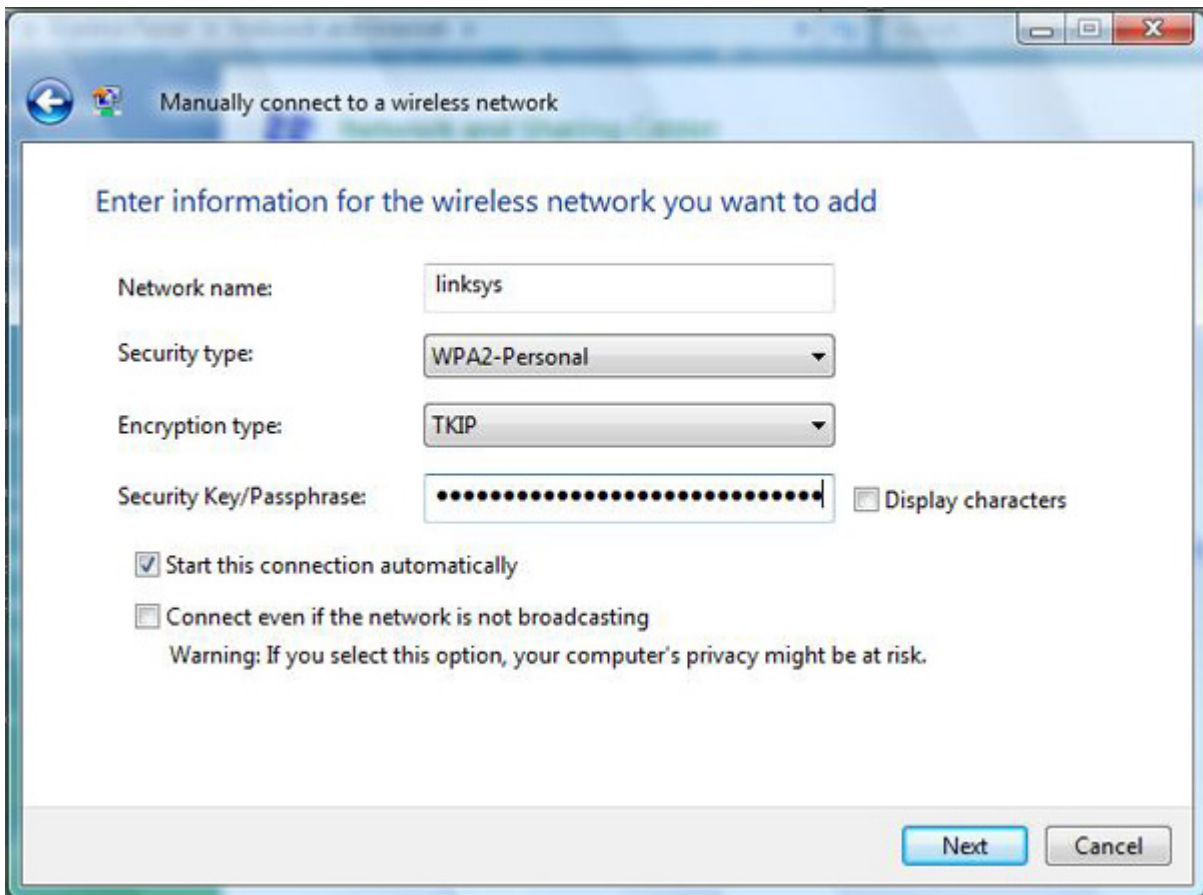 Manually connect to a wireless network
Enter information for the wireless network you want to add
Network name: linksys
Security type: WPA2-Personal
Encryption type: TKIP
Security Key/Passphrase: ●●●●●●●●●●●●●●●●●●●●●●●●●●●●● Display characters
Start this connection automatically
Connect even if the network is not broadcasting
Warning: If you select this option, your computer's privacy might be at risk.
Next Cancel